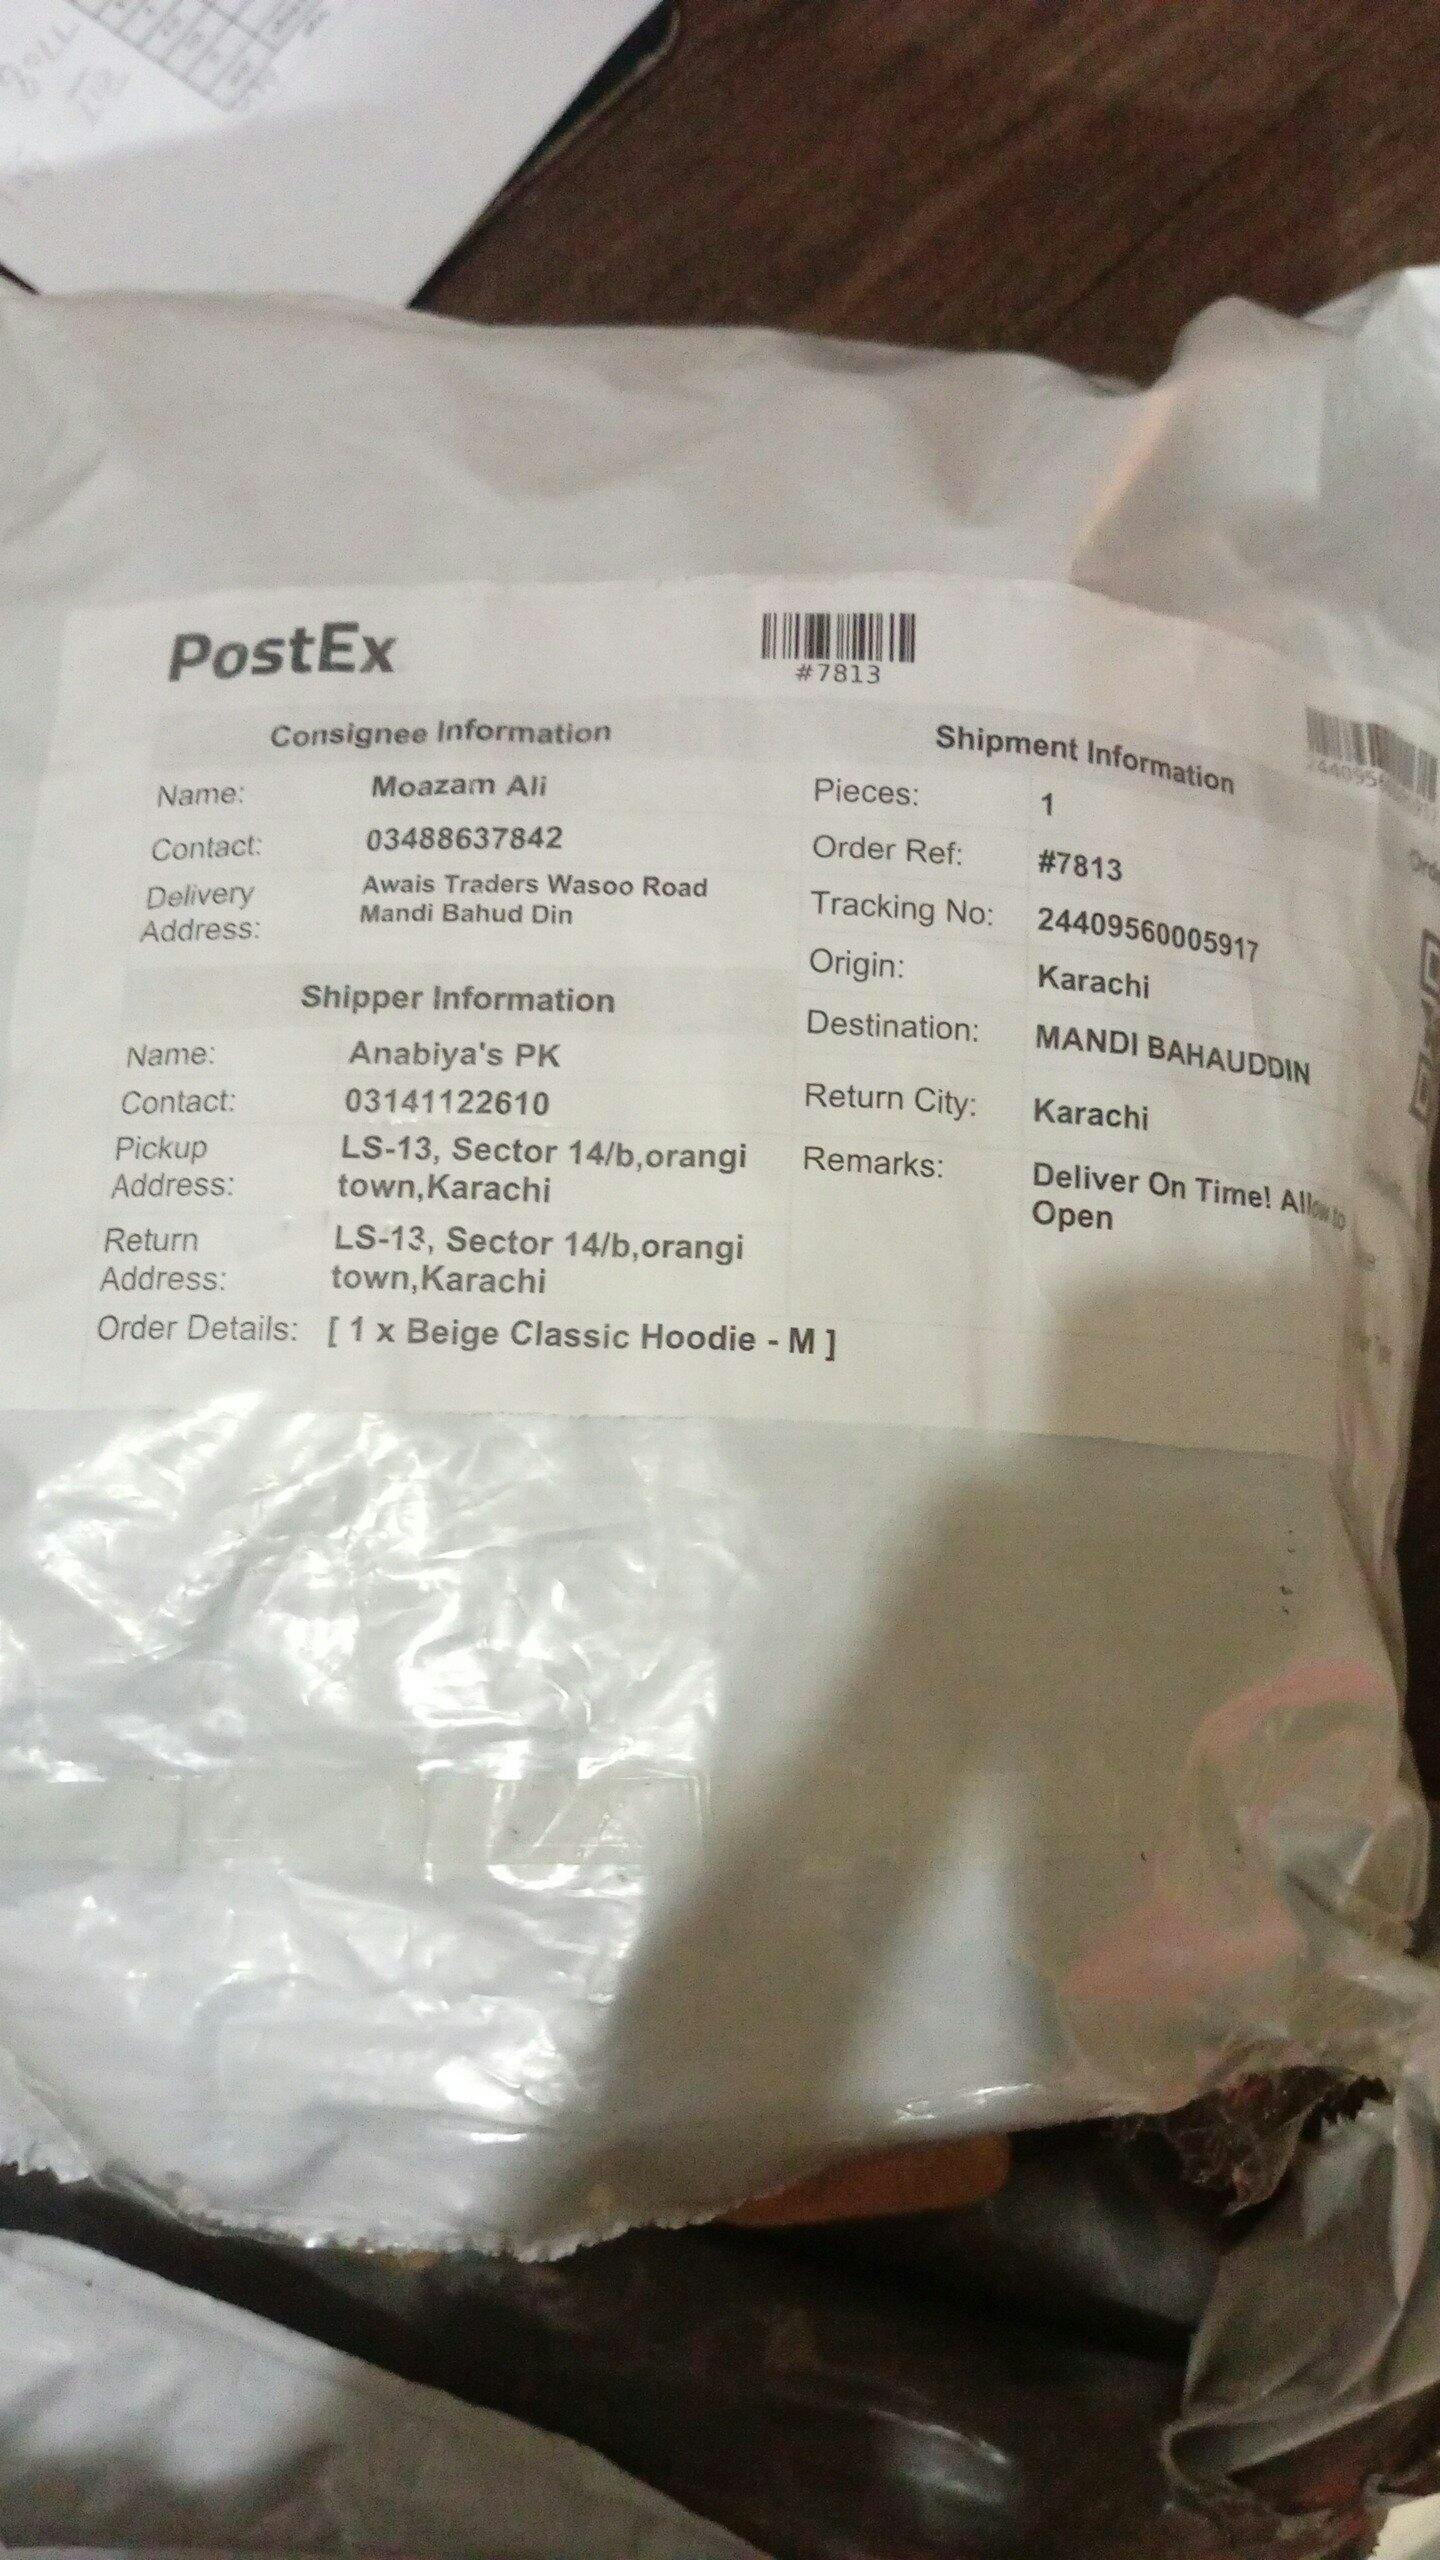 PostEx
#7813
Consignee Information
Name: Moazam Ali
Contact: 03488637842
Delivery Address: Awais Traders Wasoo Road
Mandi Bahud Din
Shipper Information
Name: Anabiya's PK
Contact: 03141122610
Pickup Address: LS-13, Sector 14/b,orangi
town,Karachi
Return Address: LS-13, Sector 14/b,orangi
town,Karachi
Order Details: [ 1 x Beige Classic Hoodie - M ]
Shipment Information
Pieces: 1
Order Ref: #7813
Tracking No: 24409560005917
Origin: Karachi
Destination: MANDI BAHAUDDIN
Return City: Karachi
Remarks: Deliver On Time! Allow to
Open